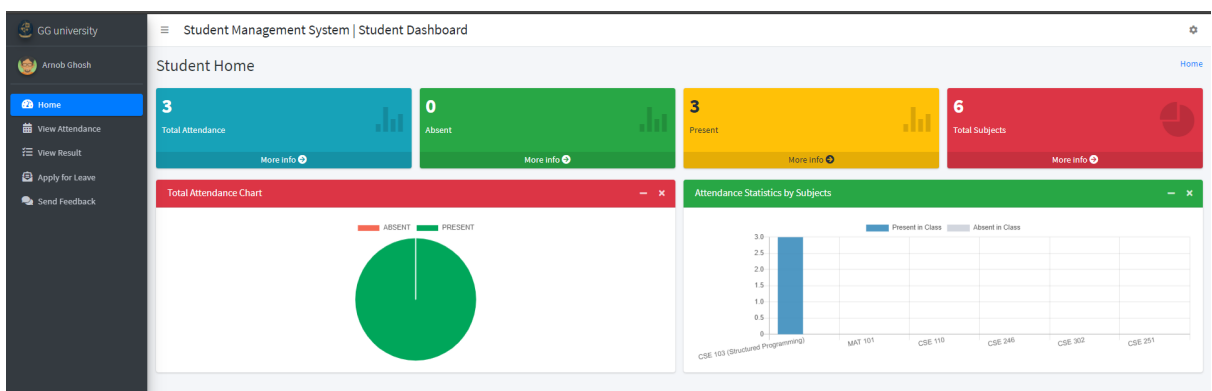 GG university
Student Management System | Student Dashboard
Arnob Ghosh
Home
View Attendance
View Result
Apply for Leave
Send Feedback
Student Home
Home
3
Total Attendance
More info
0
Absent
More info
3
Present
More info
6
Total Subjects
More info
Total Attendance Chart
ABSENT PRESENT
Attendance Statistics by Subjects
Present in Class Absent in Class
3.0
2.5
2.0
1.5
1.0
0.5
0
CSE 103 (Structured Programming) MAT 101 CSE 110 CSE 246 CSE 302 CSE 251